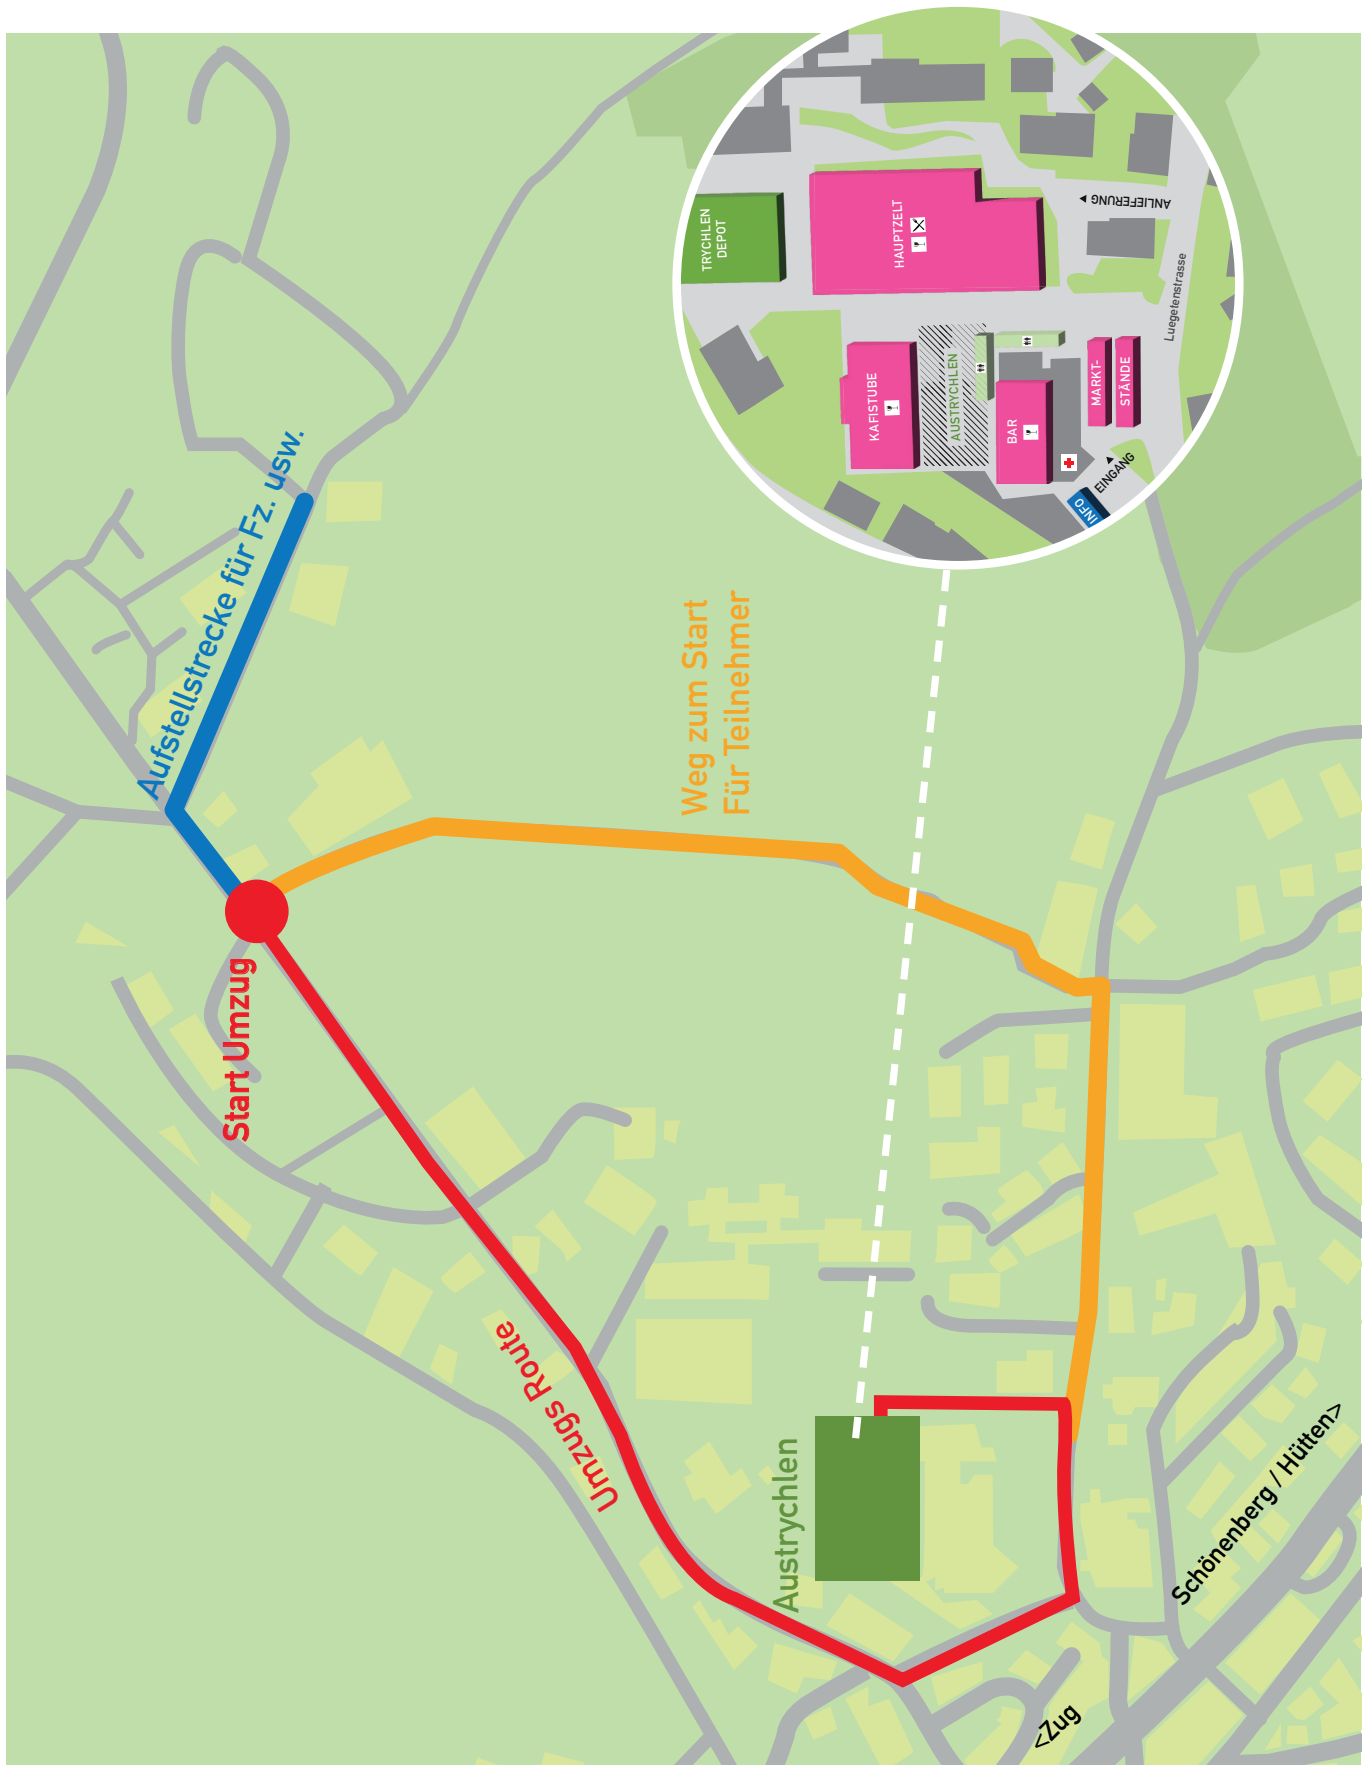 TRYCHLEN
DEPOT
HAUPTZELT
ANLIEFERUNG
Luegetenstrasse
KAFISTUBE
AUSTRYCHLEN
BAR
MARKT-
STÄNDE
INFO
EINGANG
Aufstellstrecke für Fz. usw.
Weg zum Start
Für Teilnehmer
Start Umzug
Umzugs Route
Austrychlen
Schönenberg / Hütten>
<Zug